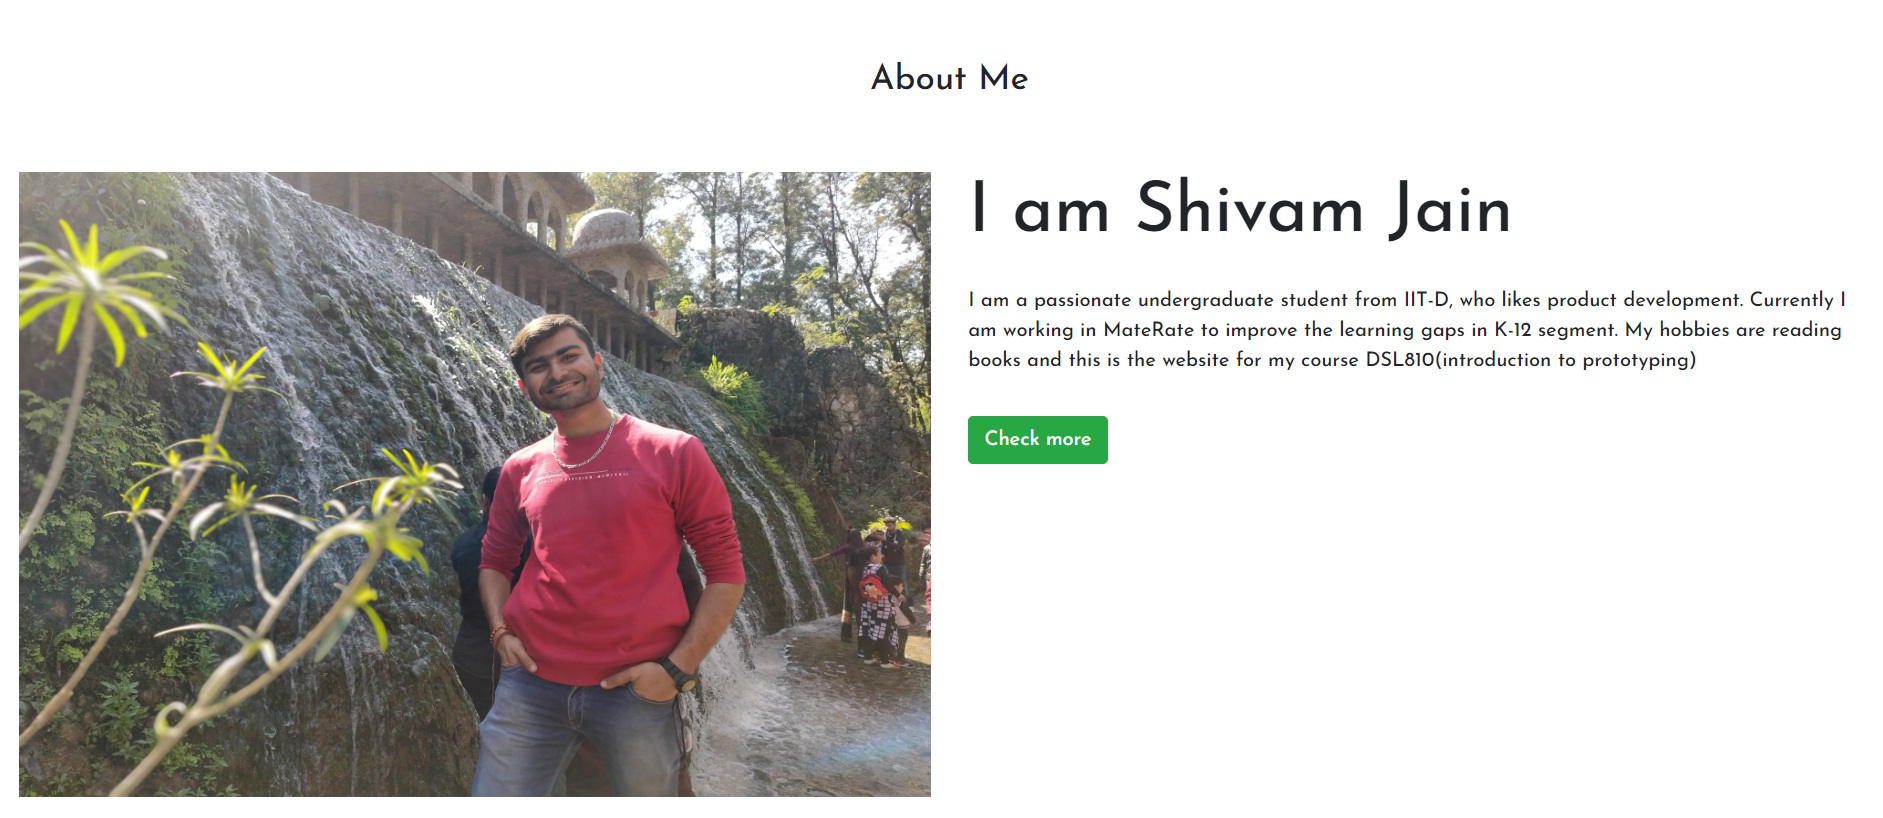 About Me
I am Shivam Jain
I am a passionate undergraduate student from IIT-D, who likes product development. Currently I
am working in MateRate to improve the learning gaps in K-12 segment. My hobbies are reading
books and this is the website for my course DSL810(introduction to prototyping)
Check more